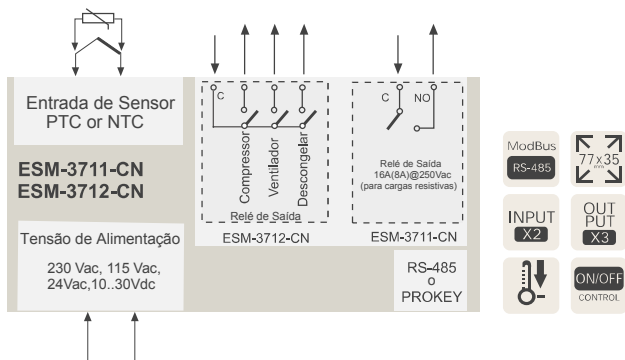 Entrada de Sensor
PTC or NTC
ESM-3711-CN
ESM-3712-CN
Tensão de Alimentação
230 Vac, 115 Vac,
24Vac,10..30Vdc
C
Compressor
Ventilador
Descongelar
Relé de Saída
ESM-3712-CN
C
NO
Relé de Saída
16A(8A)@250Vac
(para cargas resistivas)
ESM-3711-CN
RS-485
o
PROKEY
ModBus
RS-485
77x35
INPUT
X2
OUT
PUT
X3
ON/OFF
CONTROL